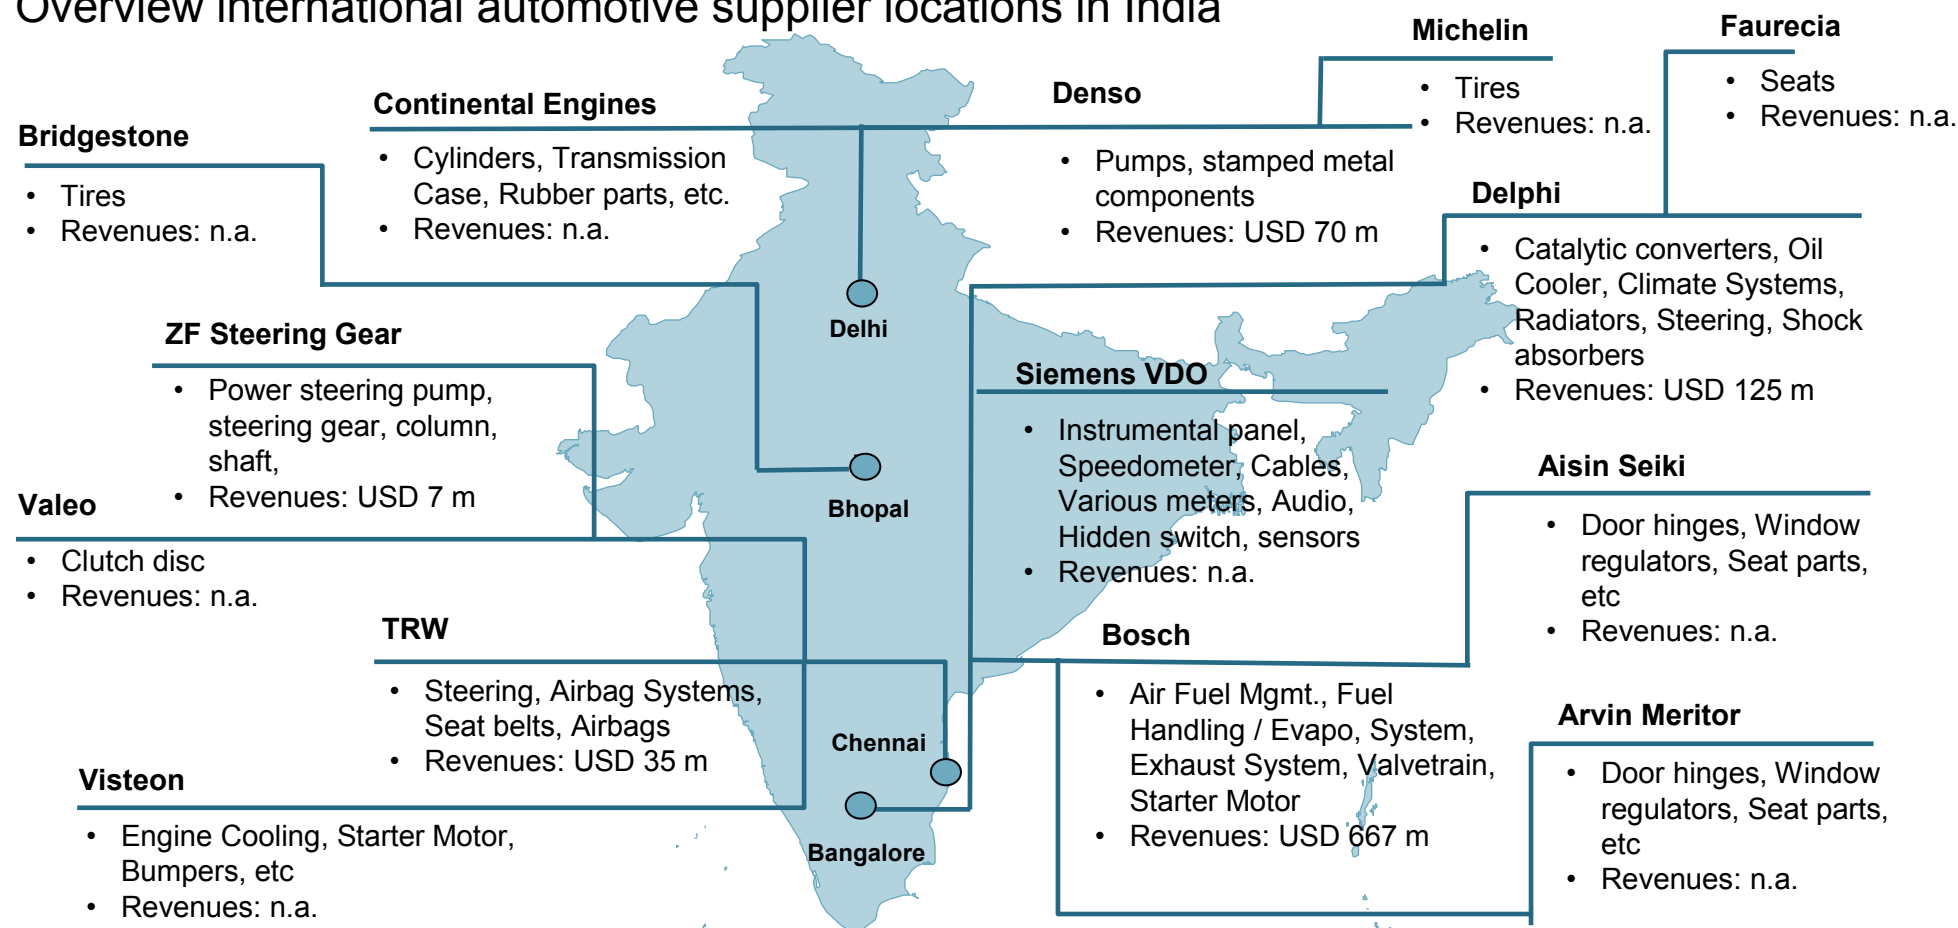 Overview international automotive supplier locations in India
Michelin
• Tires
• Revenues: n.a.
Faurecia
• Seats
• Revenues: n.a.
Continental Engines
• Cylinders, Transmission
Case, Rubber parts, etc.
• Revenues: n.a.
Denso
• Pumps, stamped metal
components
• Revenues: USD 70 m
Bridgestone
• Tires
• Revenues: n.a.
Delphi
• Catalytic converters, Oil
Cooler, Climate Systems,
Radiators, Steering, Shock
absorbers
• Revenues: USD 125 m
Delhi
ZF Steering Gear
• Power steering pump,
steering gear, column,
shaft,
• Revenues: USD 7 m
Siemens VDO
• Instrumental panel,
Speedometer, Cables,
Various meters, Audio,
Hidden switch, sensors
• Revenues: n.a.
Bhopal
Aisin Seiki
• Door hinges, Window
regulators, Seat parts,
etc
• Revenues: n.a.
Valeo
• Clutch disc
• Revenues: n.a.
TRW
• Steering, Airbag Systems,
Seat belts, Airbags
• Revenues: USD 35 m
Bosch
• Air Fuel Mgmt., Fuel
Handling / Evapo, System,
Exhaust System, Valvetrain,
Starter Motor
• Revenues: USD 667 m
Arvin Meritor
• Door hinges, Window
regulators, Seat parts,
etc
• Revenues: n.a.
Chennai
Visteon
• Engine Cooling, Starter Motor,
Bumpers, etc
• Revenues: n.a.
Bangalore